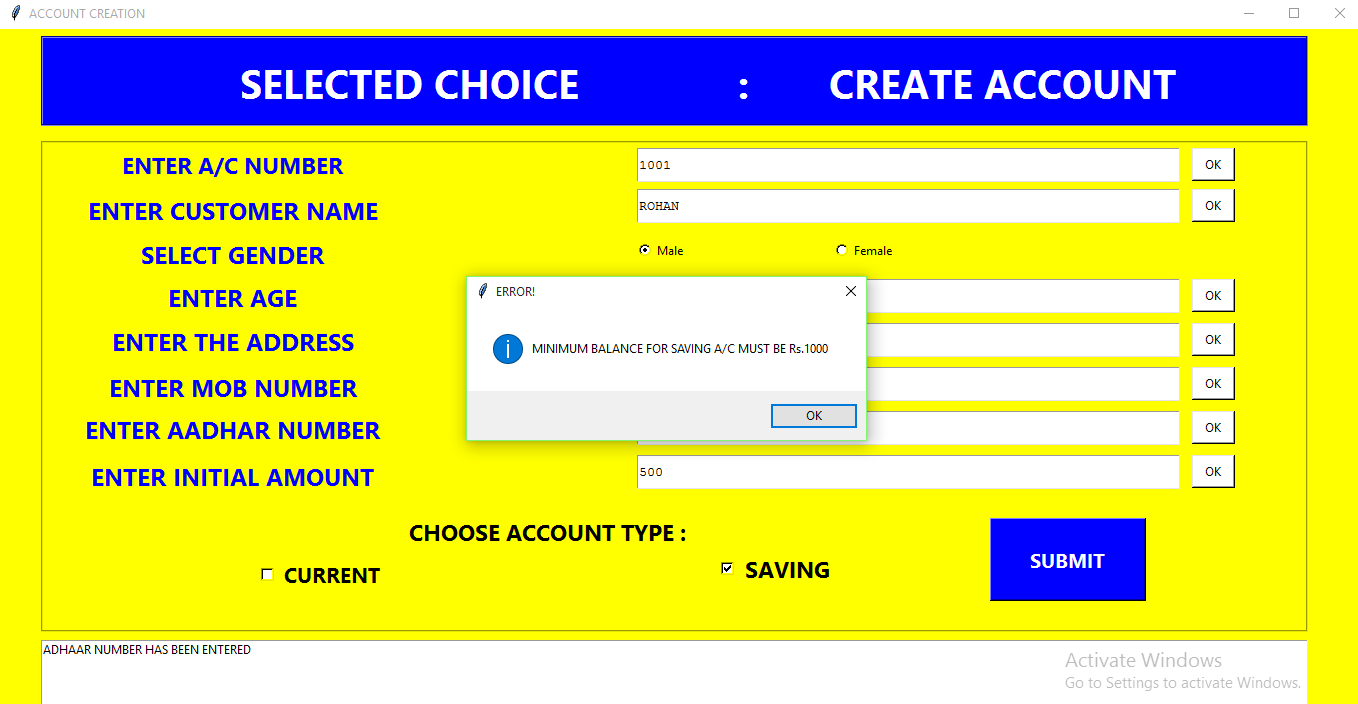 ACCOUNT CREATION
SELECTED CHOICE : CREATE ACCOUNT
ENTER A/C NUMBER 1001 OK
ENTER CUSTOMER NAME ROHAN OK
SELECT GENDER Male Female
ERROR!
ENTER AGE OK
ENTER THE ADDRESS OK
MINIMUM BALANCE FOR SAVING A/C MUST BE Rs.1000
ENTER MOB NUMBER OK
OK
ENTER AADHAR NUMBER OK
ENTER INITIAL AMOUNT 500 OK
CHOOSE ACCOUNT TYPE :
CURRENT SAVING SUBMIT
ADHAAR NUMBER HAS BEEN ENTERED
Activate Windows
Go to Settings to activate Windows.